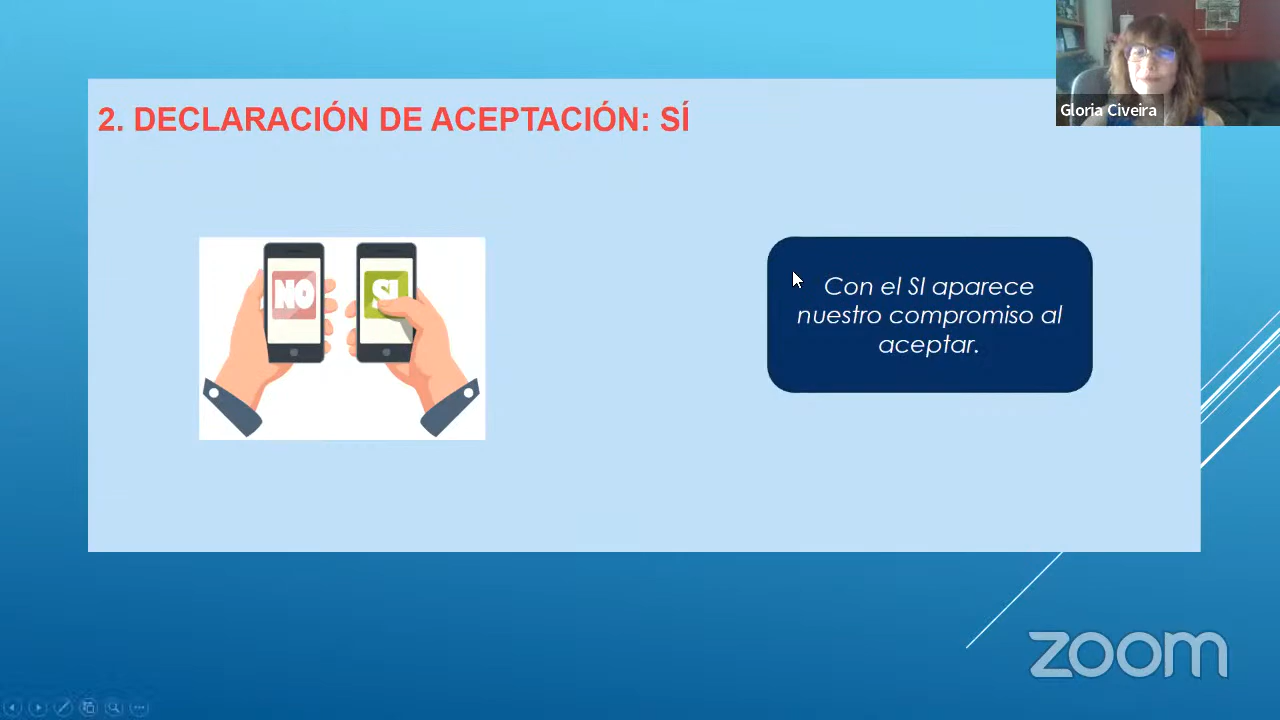 Gloria Civeira
2. DECLARACIÓN DE ACEPTACIÓN: SÍ
NO
SI
Con el SI aparece
nuestro compromiso al
aceptar.
zoom